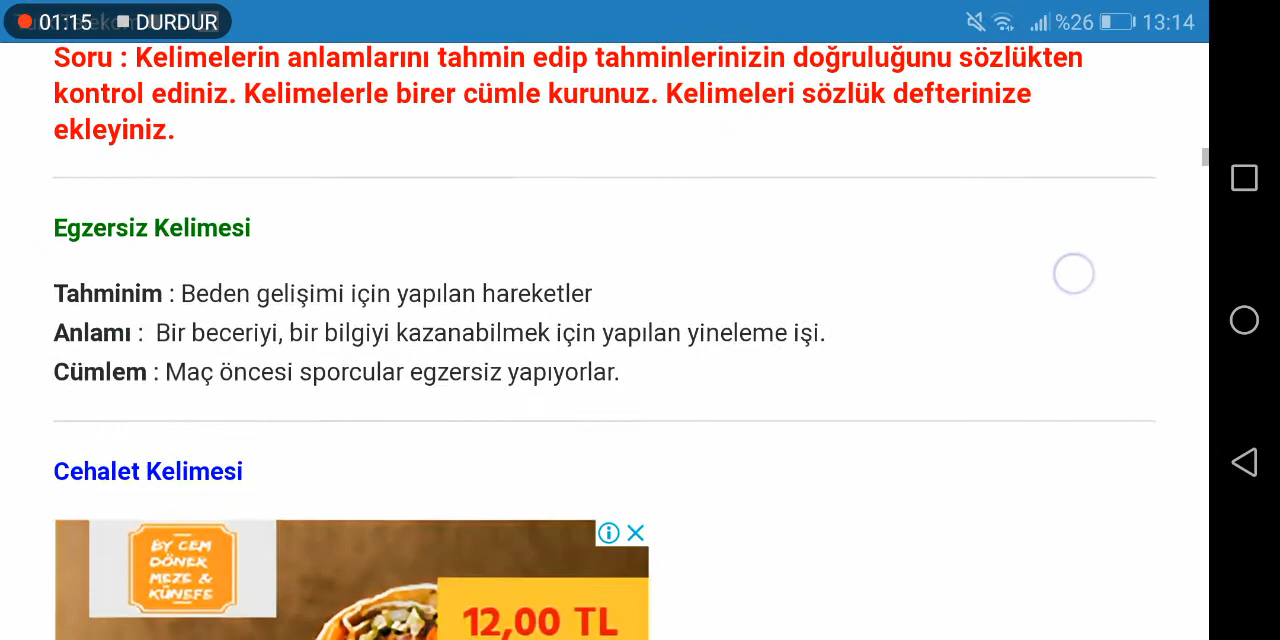 01:15 DURDUR %26 13:14
Soru : Kelimelerin anlamlarını tahmin edip tahminlerinizin doğruluğunu sözlükten
kontrol ediniz. Kelimelerle birer cümle kurunuz. Kelimeleri sözlük defterinize
ekleyiniz.
Egzersiz Kelimesi
Tahminim : Beden gelişimi için yapılan hareketler
Anlamı : Bir beceriyi, bir bilgiyi kazanabilmek için yapılan yineleme işi.
Cümlem : Maç öncesi sporcular egzersiz yapıyorlar.
Cehalet Kelimesi
BY CEM
DÖNER
MEZE &
KÜNEFE
12,00 TL